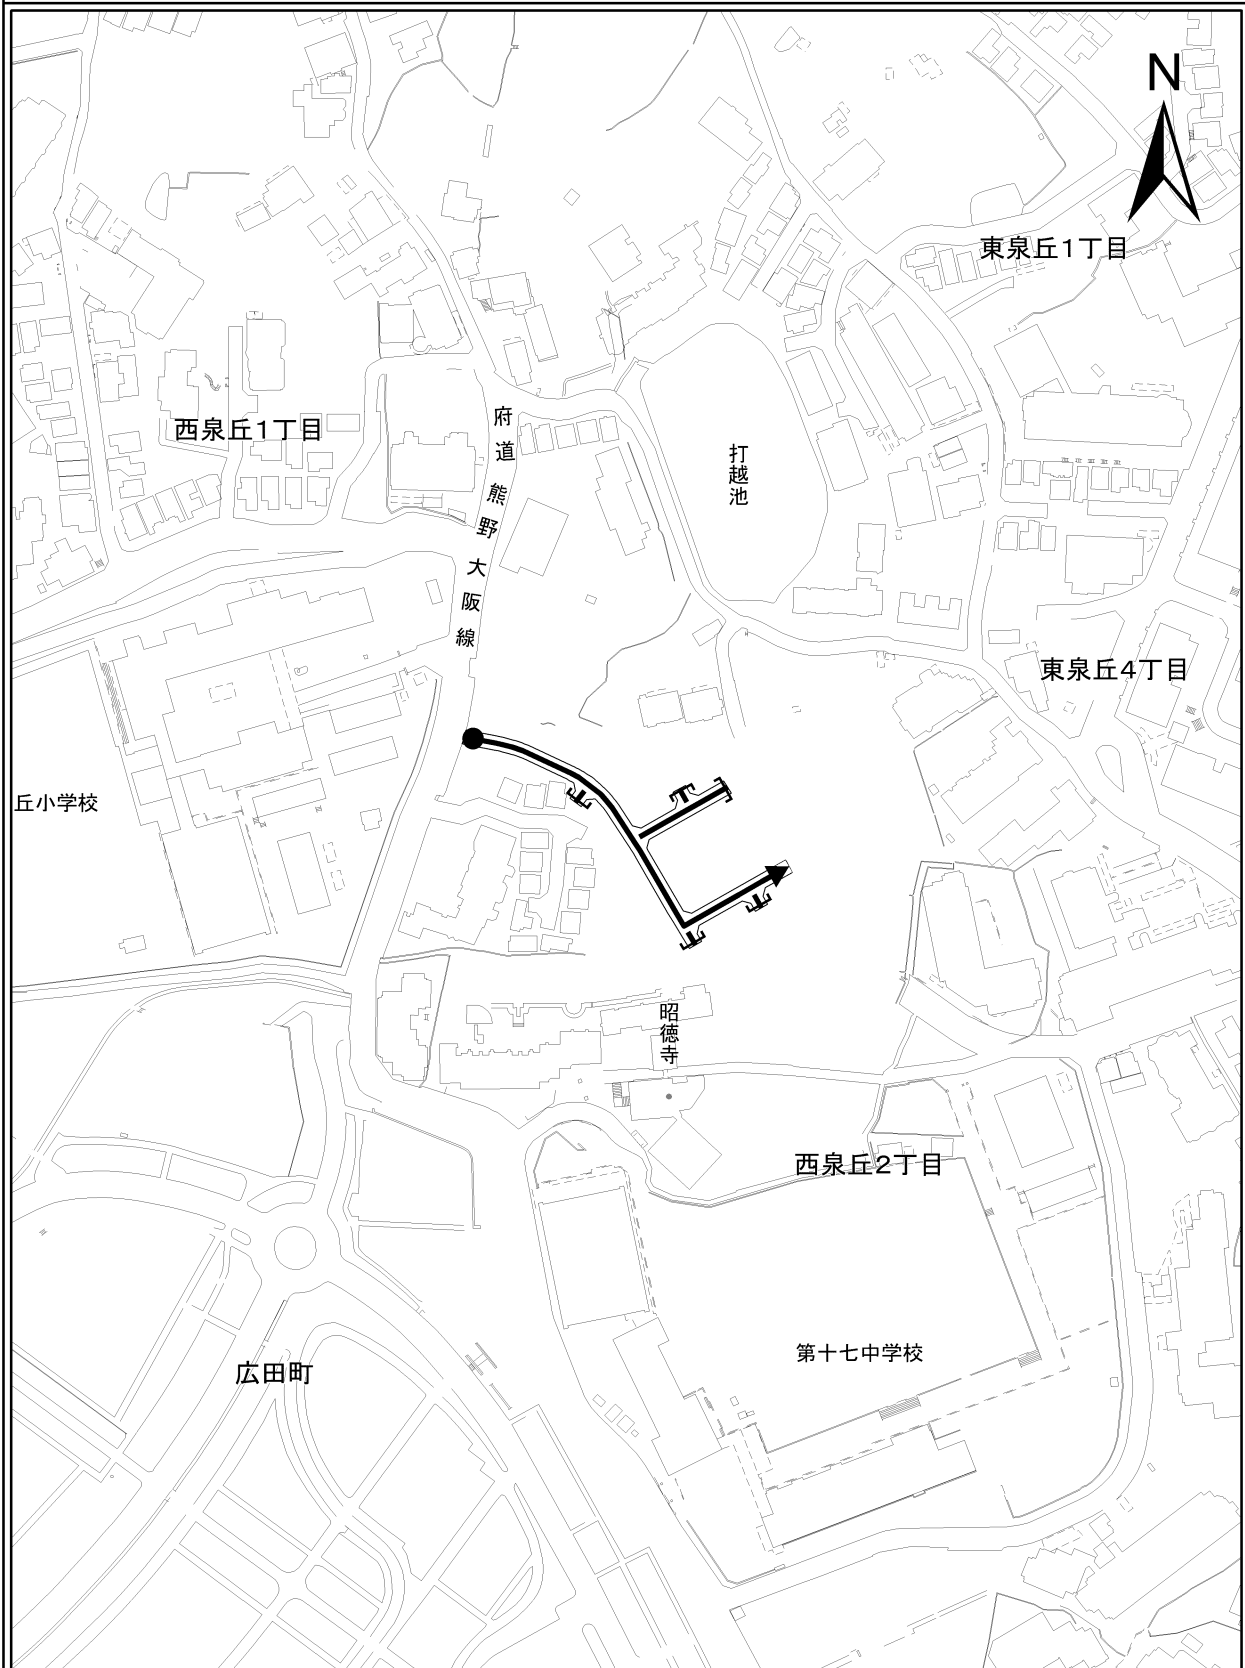 N
東泉丘1丁目
西泉丘1丁目
府道 熊野大阪線
打越池
東泉丘4丁目
丘小学校
昭徳寺
西泉丘2丁目
第十七中学校
広田町